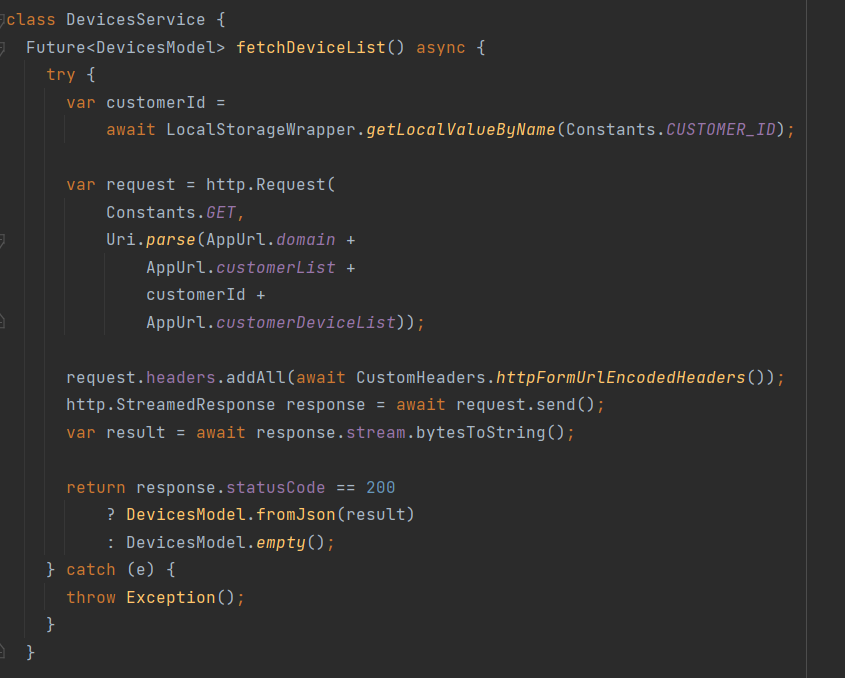 class DevicesService {
  Future<DevicesModel> fetchDeviceList() async {
    try {
      var customerId =
          await LocalStorageWrapper.getLocalValueByName(Constants.CUSTOMER_ID);

      var request = http.Request(
          Constants.GET,
          Uri.parse(AppUrl.domain +
              AppUrl.customerList +
              customerId +
              AppUrl.customerDeviceList));

      request.headers.addAll(await CustomHeaders.httpFormUrlEncodedHeaders());
      http.StreamedResponse response = await request.send();
      var result = await response.stream.bytesToString();

      return response.statusCode == 200
          ? DevicesModel.fromJson(result)
          : DevicesModel.empty();
    } catch (e) {
      throw Exception();
    }
  }